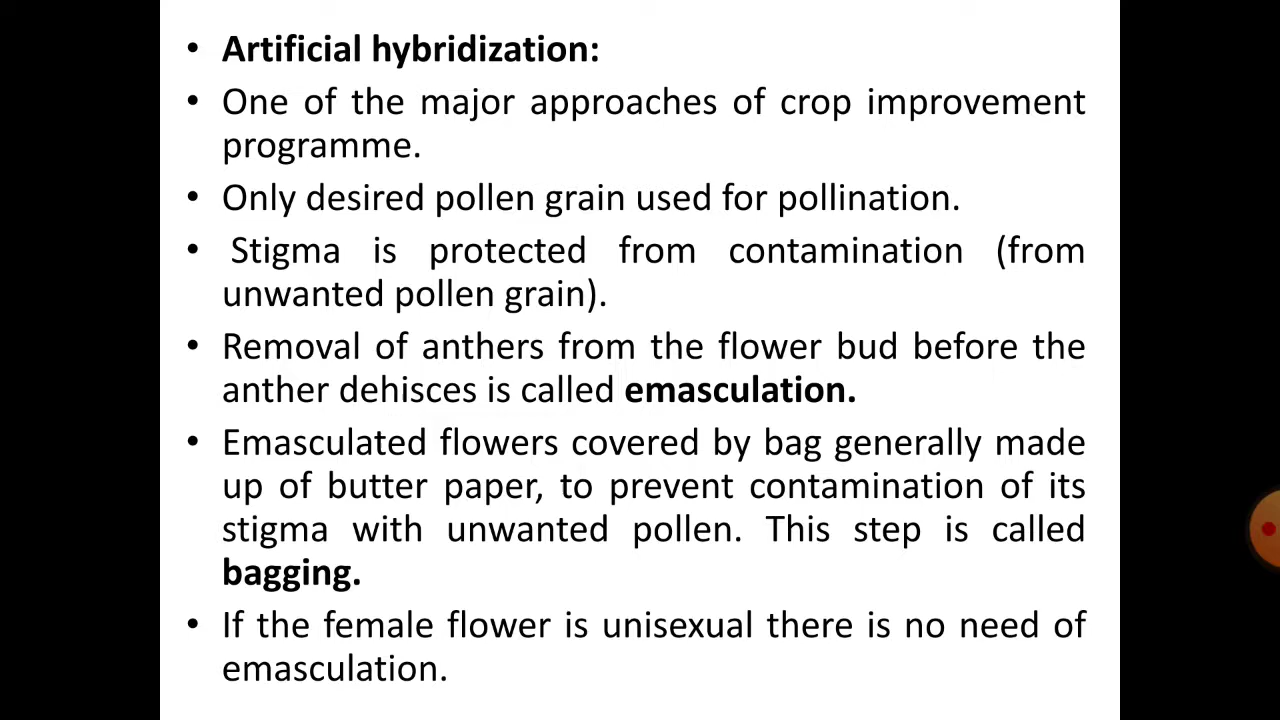 • Artificial hybridization:
• One of the major approaches of crop improvement
programme.
• Only desired pollen grain used for pollination.
• Stigma is protected from contamination (from
unwanted pollen grain).
• Removal of anthers from the flower bud before the
anther dehisces is called emasculation.
• Emasculated flowers covered by bag generally made
up of butter paper, to prevent contamination of its
stigma with unwanted pollen. This step is called
bagging.
• If the female flower is unisexual there is no need of
emasculation.